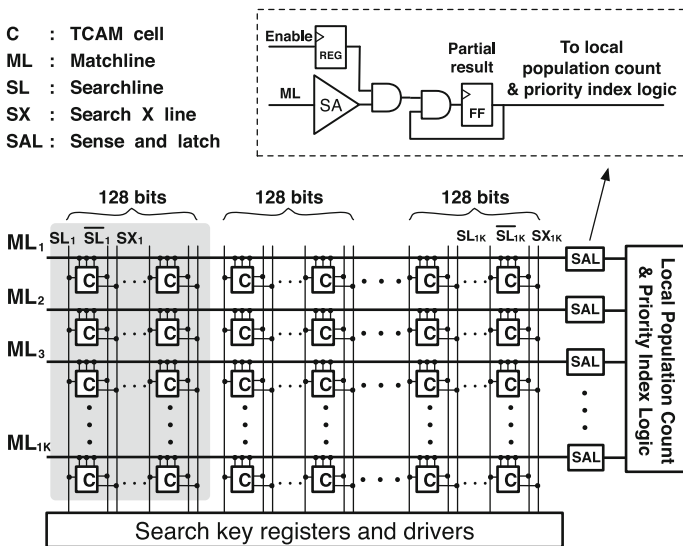 C : TCAM cell
ML : Matchline
SL : Searchline
SX : Search X line
SAL : Sense and latch
Enable
REG
ML
SA
Partial
result
FF
To local
population count
& priority index logic
128 bits 128 bits 128 bits
SL₁ S̅L̅₁ SX₁ SL₁ₖ S̅L̅₁ₖ SX₁ₖ
ML₁ SAL
C C C C C C
ML₂ SAL
C C C C C C
ML₃ SAL
C C C C C C
ML₁ₖ SAL
C C C C C C
Local Population Count
& Priority Index Logic
Search key registers and drivers